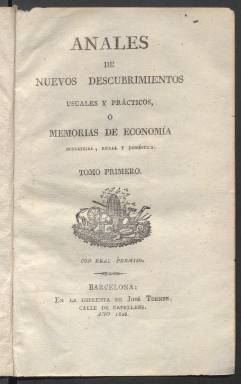 ANALES
DE
NUEVOS DESCUBRIMIENTOS
USUALES Y PRÁCTICOS,
Ó
MEMORIAS DE ECONOMÍA
INDUSTRIAL, RURAL Y DOMÉSTICA.
TOMO PRIMERO.
CON REAL PERMISO.
BARCELONA:
EN LA IMPRENTA DE JOSÉ TORNER,
CALLE DE CAPELLANS,
AÑO